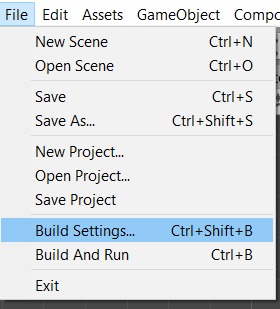 File Edit Assets GameObject Compo
New Scene Ctrl+N
Open Scene Ctrl+O
Save Ctrl+S
Save As... Ctrl+Shift+S
New Project...
Open Project...
Save Project
Build Settings... Ctrl+Shift+B
Build And Run Ctrl+B
Exit